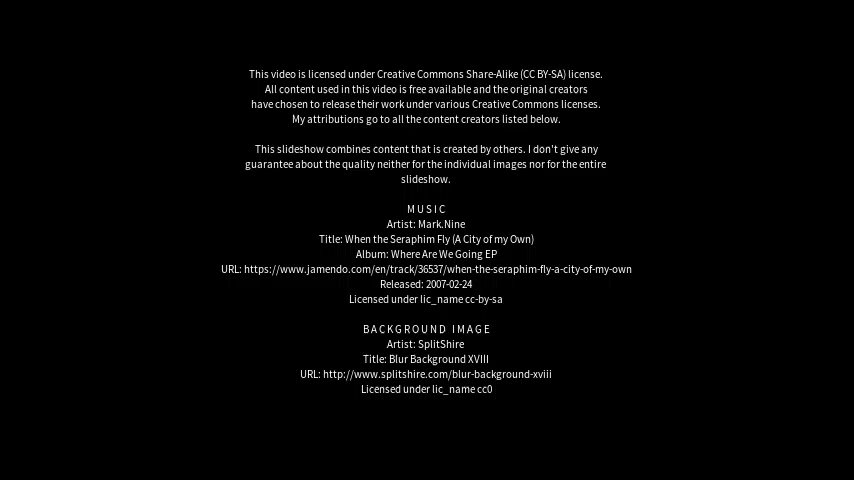 This video is licensed under Creative Commons Share-Alike (CC BY-SA) license.
All content used in this video is free available and the original creators
have chosen to release their work under various Creative Commons licenses.
My attributions go to all the content creators listed below.
This slideshow combines content that is created by others. I don't give any
guarantee about the quality neither for the individual images nor for the entire
slideshow.
MUSIC
Artist: Mark.Nine
Title: When the Seraphim Fly (A City of my Own)
Album: Where Are We Going EP
URL: https://www.jamendo.com/en/track/36537/when-the-seraphim-fly-a-city-of-my-own
Released: 2007-02-24
Licensed under lic_name cc-by-sa
BACKGROUND IMAGE
Artist: SplitShire
Title: Blur Background XVIII
URL: http://www.splitshire.com/blur-background-xviii
Licensed under lic_name cc0